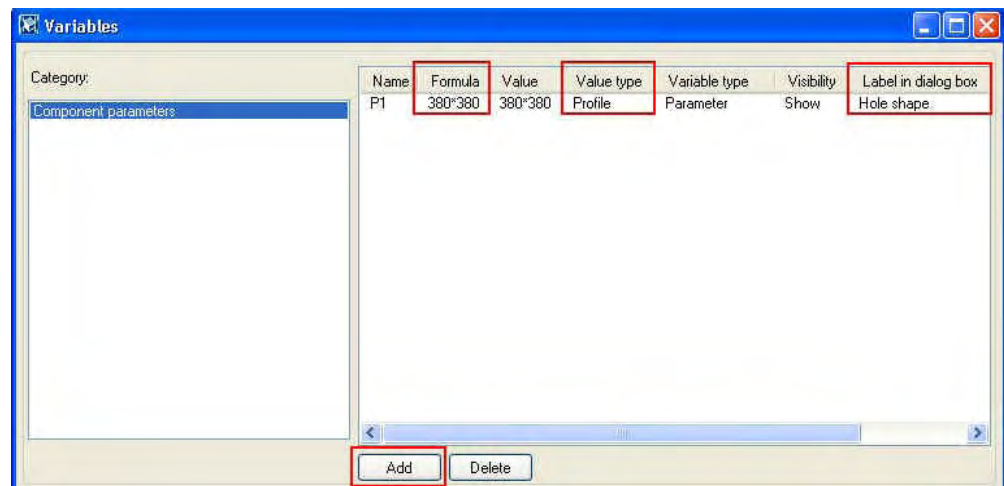 Variables
Category:
Component parameters
Name Formula Value Value type Variable type Visibility Label in dialog box
P1 380*380 380*380 Profile Parameter Show Hole shape
Add Delete